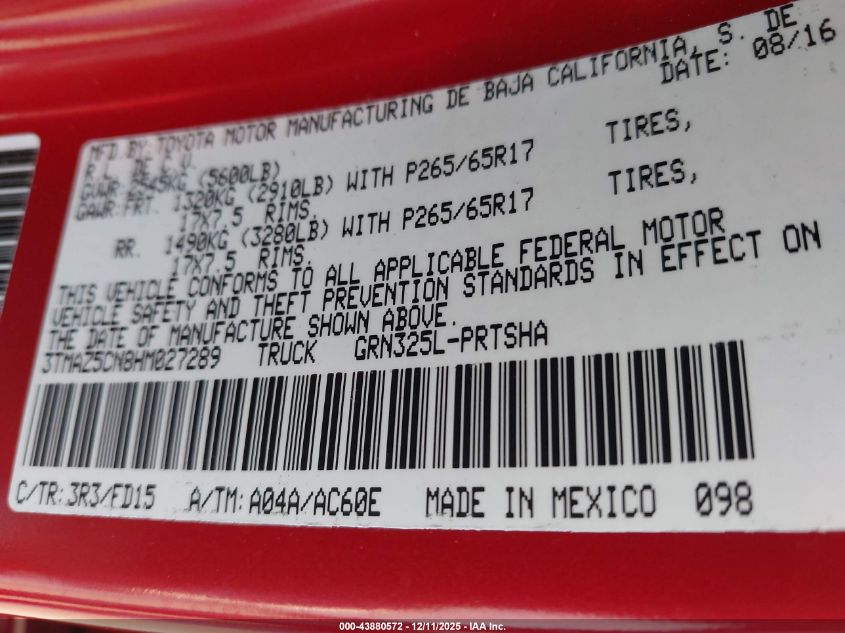 MFD.BY: TOYOTA MOTOR MANUFACTURING DE BAJA CALIFORNIA, S. DE
R.L. DE C.V. DATE: 08/16
GVWR: 2545KG (5600LB)
GAWR:FRT. 1320KG (2910LB) WITH P265/65R17 TIRES,
17X7.5 RIMS.
RR. 1490KG (3280LB) WITH P265/65R17 TIRES,
17X7.5 RIMS.
THIS VEHICLE CONFORMS TO ALL APPLICABLE FEDERAL MOTOR
VEHICLE SAFETY AND THEFT PREVENTION STANDARDS IN EFFECT ON
THE DATE OF MANUFACTURE SHOWN ABOVE.
3TMAZ5CN8HM027289 TRUCK GRN325L-PRTSHA
C/TR: 3R3/FD15 A/TM: A04A/AC60E MADE IN MEXICO 098
000-43880572 - 12/11/2025 - IAA Inc.